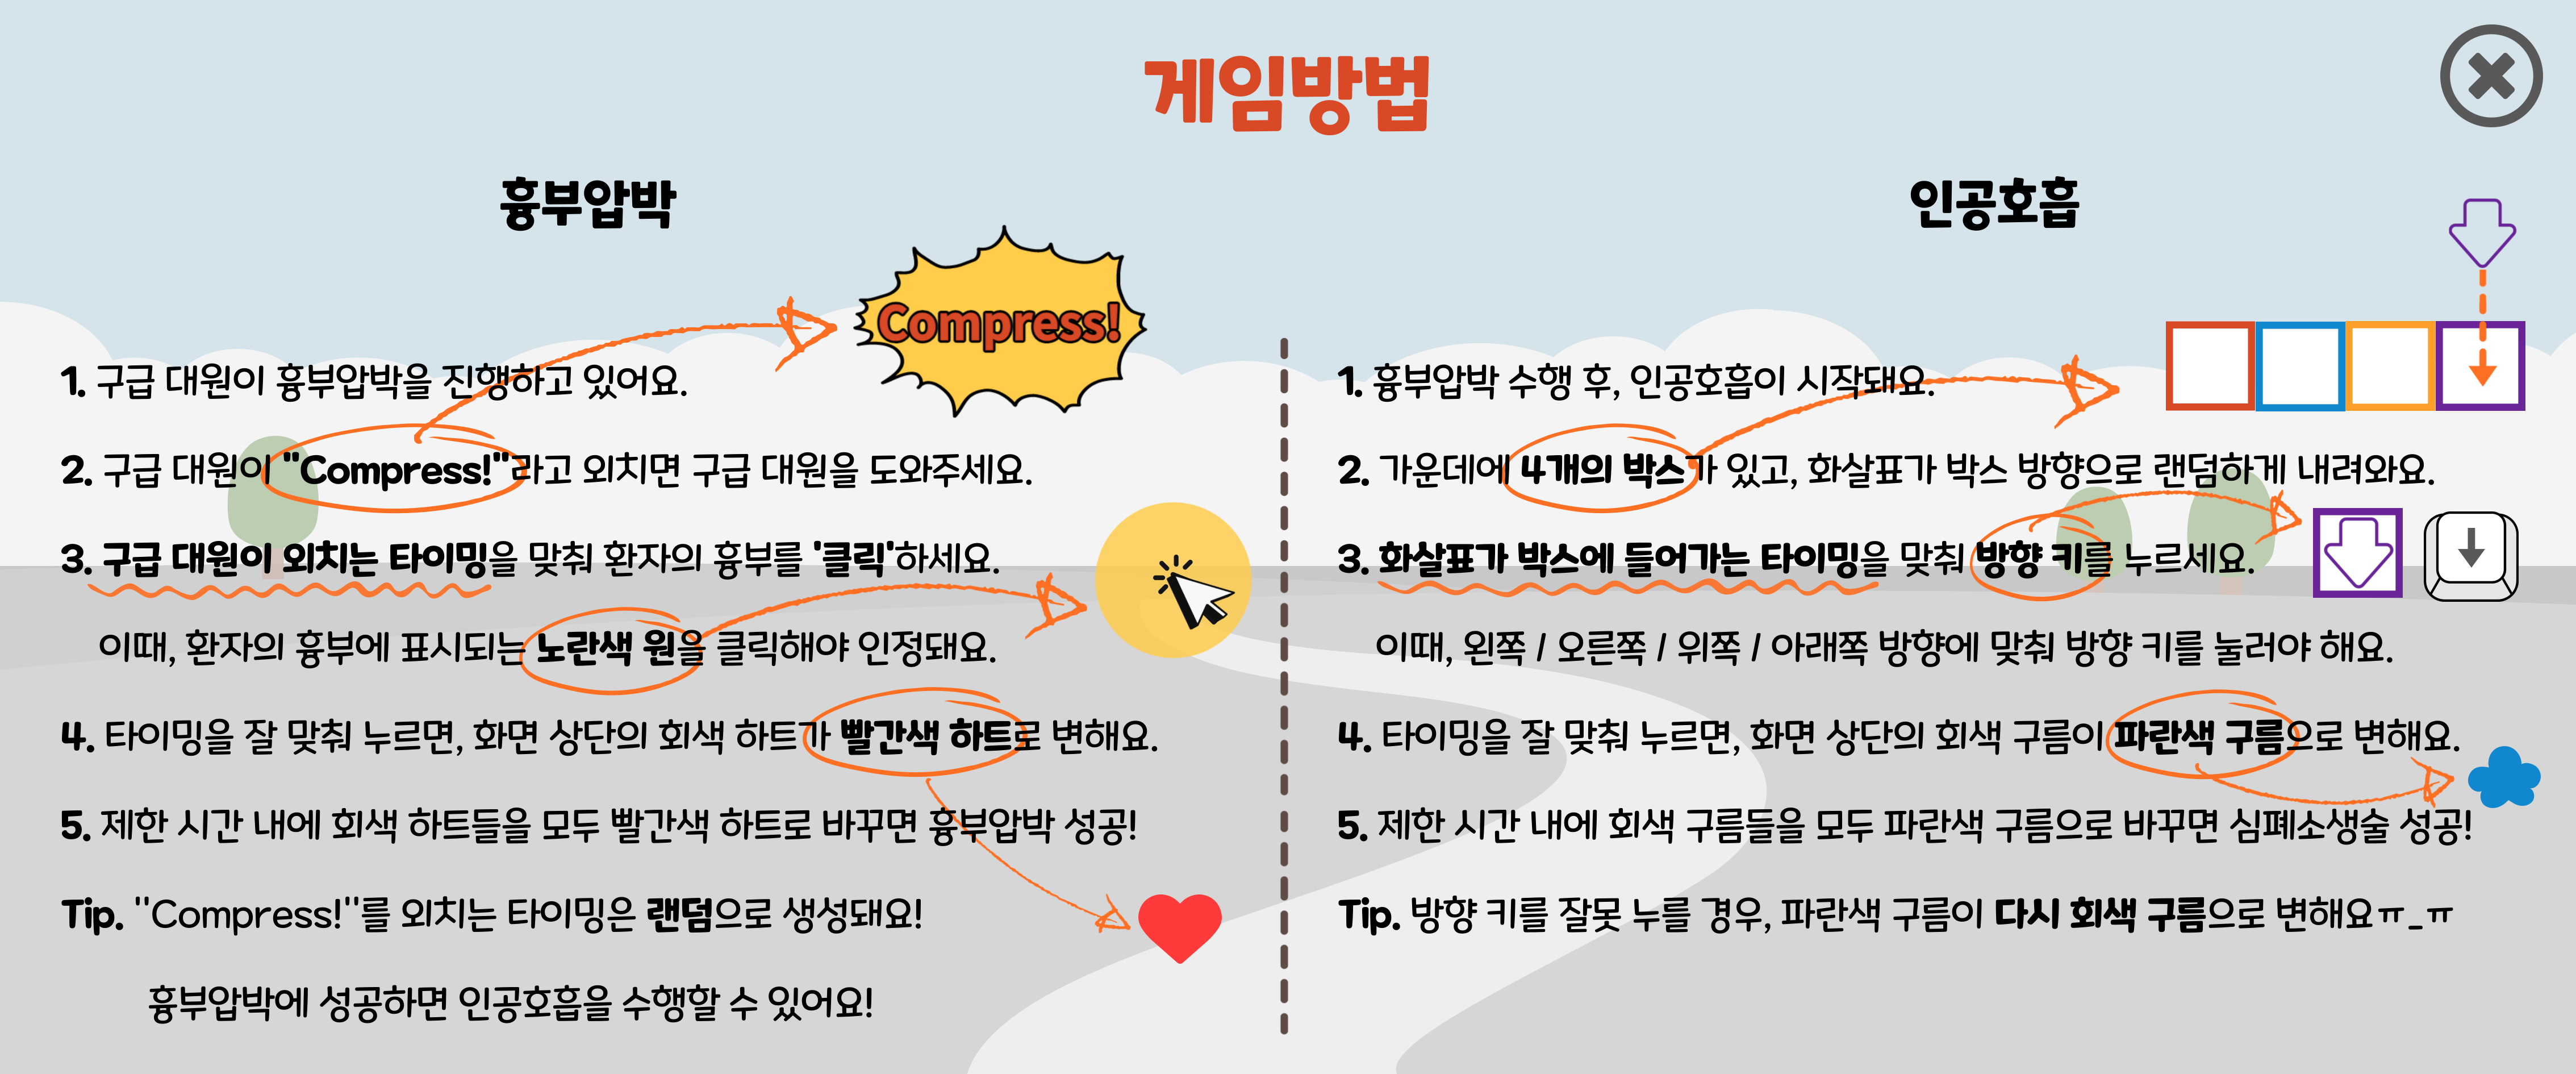 게임방법
흉부압박
Compress!
1. 구급 대원이 흉부압박을 진행하고 있어요.
2. 구급 대원이 "Compress!"라고 외치면 구급 대원을 도와주세요.
3. 구급 대원이 외치는 타이밍을 맞춰 환자의 흉부를 '클릭'하세요.
이때, 환자의 흉부에 표시되는 노란색 원을 클릭해야 인정돼요.
4. 타이밍을 잘 맞춰 누르면, 화면 상단의 회색 하트가 빨간색 하트로 변해요.
5. 제한 시간 내에 회색 하트들을 모두 빨간색 하트로 바꾸면 흉부압박 성공!
Tip. "Compress!"를 외치는 타이밍은 랜덤으로 생성돼요!
흉부압박에 성공하면 인공호흡을 수행할 수 있어요!
인공호흡
1. 흉부압박 수행 후, 인공호흡이 시작돼요.
2. 가운데에 4개의 박스가 있고, 화살표가 박스 방향으로 랜덤하게 내려와요.
3. 화살표가 박스에 들어가는 타이밍을 맞춰 방향 키를 누르세요.
이때, 왼쪽 / 오른쪽 / 위쪽 / 아래쪽 방향에 맞춰 방향 키를 눌러야 해요.
4. 타이밍을 잘 맞춰 누르면, 화면 상단의 회색 구름이 파란색 구름으로 변해요.
5. 제한 시간 내에 회색 구름들을 모두 파란색 구름으로 바꾸면 심폐소생술 성공!
Tip. 방향 키를 잘못 누를 경우, 파란색 구름이 다시 회색 구름으로 변해요ㅠ_ㅠ